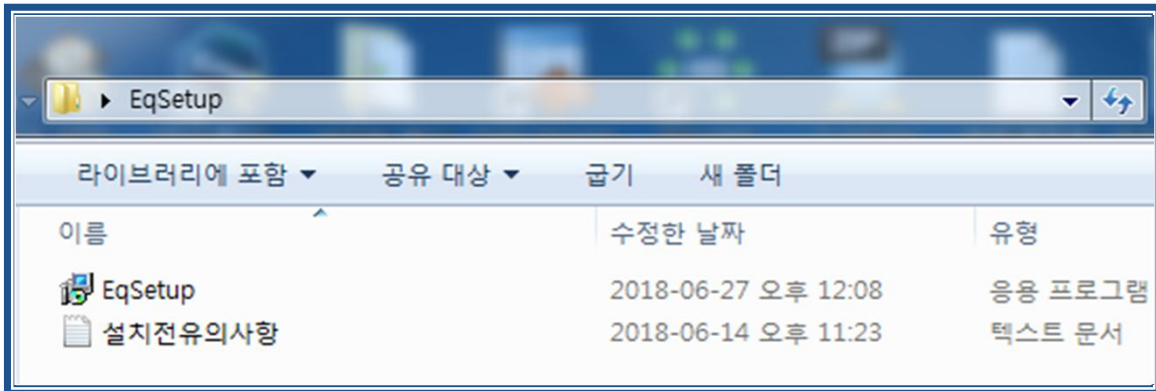 EqSetup
라이브러리에 포함 공유 대상 굽기 새 폴더
이름 수정한 날짜 유형
EqSetup 2018-06-27 오후 12:08 응용 프로그램
설치전유의사항 2018-06-14 오후 11:23 텍스트 문서